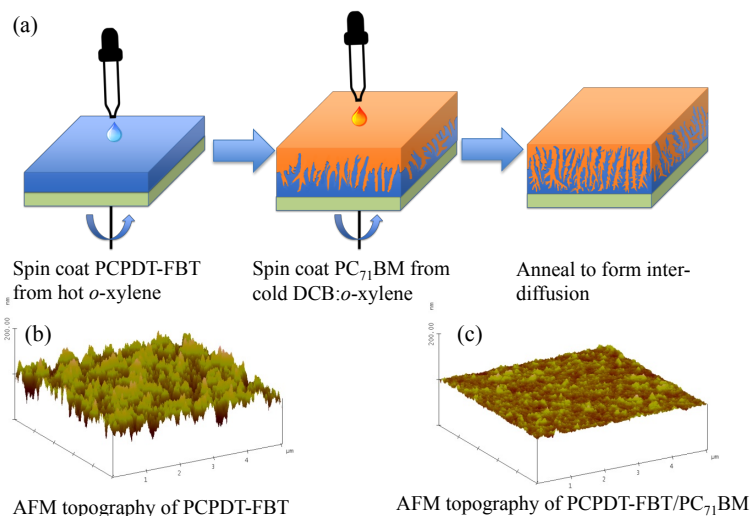 (a)
Spin coat PCPDT-FBT
from hot o-xylene
Spin coat PC₇₁BM from
cold DCB:o-xylene
Anneal to form inter-
diffusion
(b)
200.00 nm
1 2 3 4 µm
AFM topography of PCPDT-FBT
(c)
200.00 nm
1 2 3 4 µm
AFM topography of PCPDT-FBT/PC₇₁BM